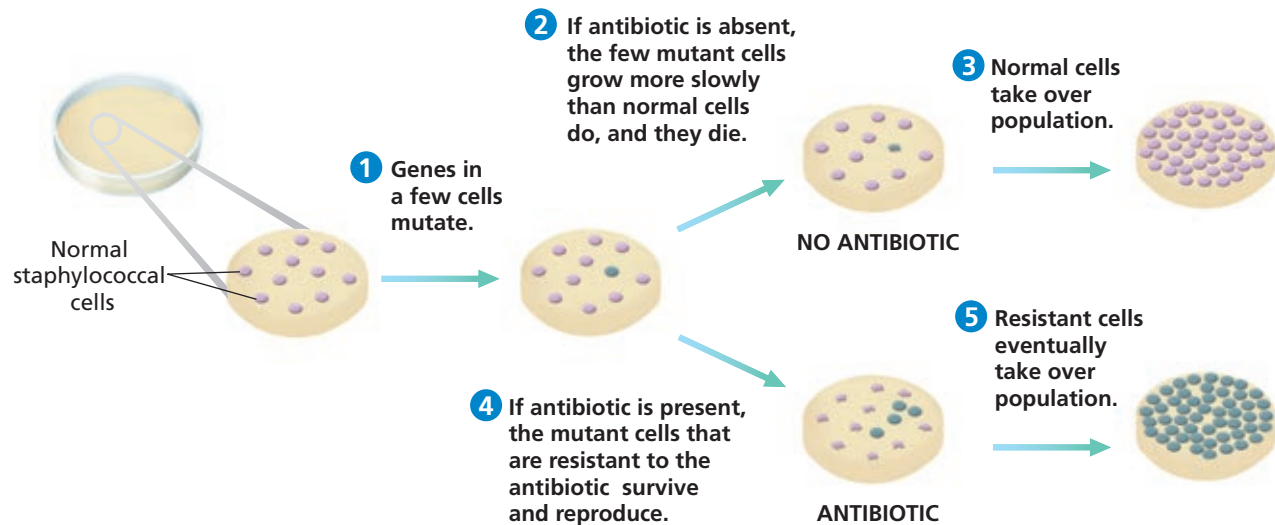 Normal
staphylococcal
cells
1 Genes in
a few cells
mutate.
2 If antibiotic is absent,
the few mutant cells
grow more slowly
than normal cells
do, and they die.
NO ANTIBIOTIC
3 Normal cells
take over
population.
4 If antibiotic is present,
the mutant cells that
are resistant to the
antibiotic survive
and reproduce.
ANTIBIOTIC
5 Resistant cells
eventually
take over
population.